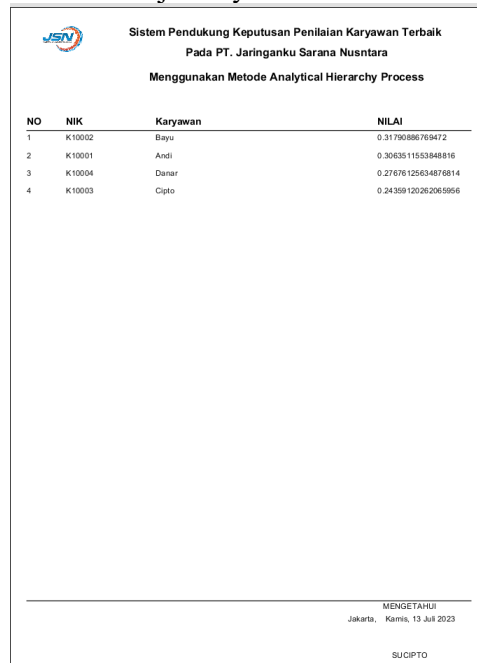 JSN
Sistem Pendukung Keputusan Penilaian Karyawan Terbaik
Pada PT. Jaringanku Sarana Nusntara
Menggunakan Metode Analytical Hierarchy Process
NO NIK Karyawan NILAI
1 K10002 Bayu 0.31790886769472
2 K10001 Andi 0.3063511553848816
3 K10004 Danar 0.27676125634876814
4 K10003 Cipto 0.24359120262065956
MENGETAHUI
Jakarta, Kamis, 13 Juli 2023
SUCIPTO